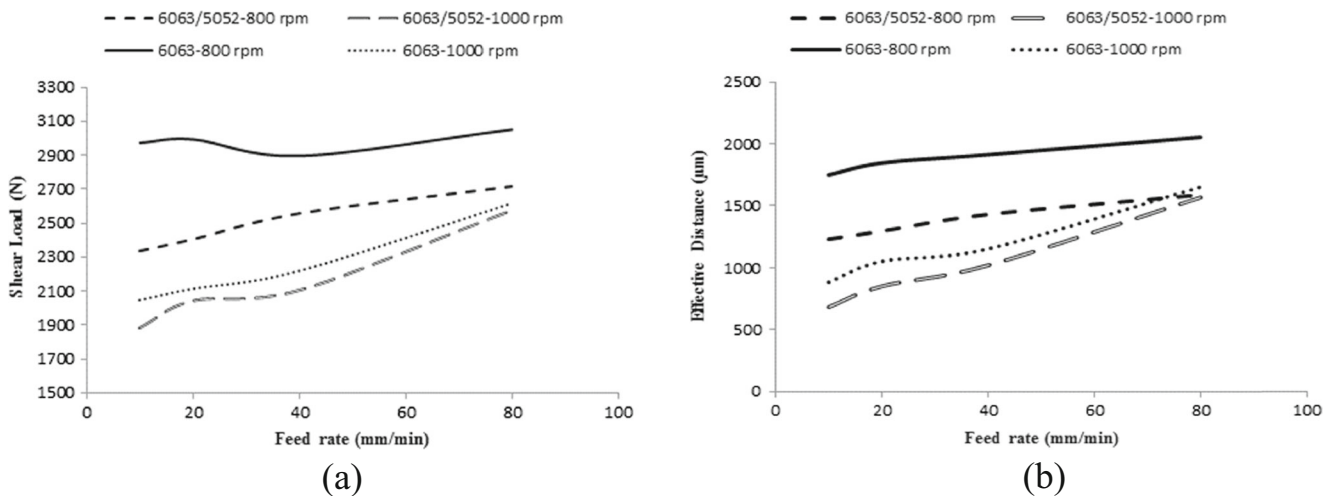 6063/5052-800 rpm
6063/5052-1000 rpm
6063-800 rpm
6063-1000 rpm
Shear Load (N)
3300
3100
2900
2700
2500
2300
2100
1900
1700
1500
0
20
40
60
80
100
Feed rate (mm/min)
(a)
6063/5052-800 rpm
6063/5052-1000 rpm
6063-800 rpm
6063-1000 rpm
Effective Distance (µm)
2500
2000
1500
1000
500
0
0
20
40
60
80
100
Feed rate (mm/min)
(b)